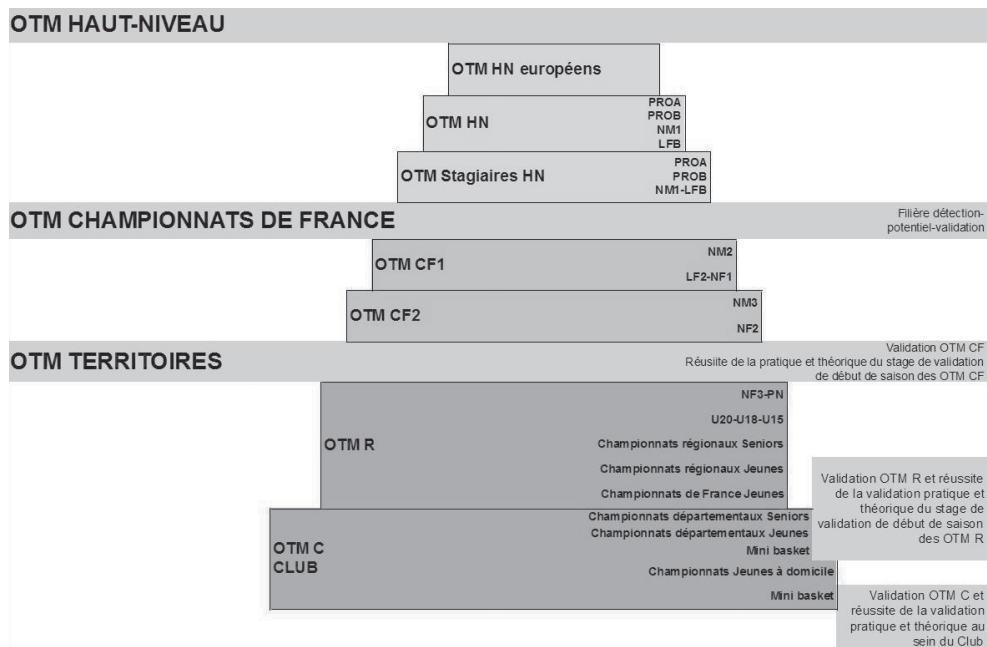 OTM HAUT-NIVEAU
OTM HN européens
OTM HN
PROA
PROB
NM1
LFB
OTM Stagiaires HN
PROA
PROB
NM1-LFB
OTM CHAMPIONNATS DE FRANCE
Filière détection-
potentiel-validation
OTM CF1
NM2
LF2-NF1
OTM CF2
NM3
NF2
OTM TERRITOIRES
Validation OTM CF
Réussite de la pratique et théorique du stage de validation
de début de saison des OTM CF
OTM R
NF3-PN
U20-U18-U15
Championnats régionaux Seniors
Championnats régionaux Jeunes
Championnats de France Jeunes
Validation OTM R et réussite
de la validation pratique et
théorique du stage de
validation de début de saison
des OTM R
OTM C
CLUB
Championnats départementaux Seniors
Championnats départementaux Jeunes
Mini basket
Championnats Jeunes à domicile
Mini basket
Validation OTM C et
réussite de la validation
pratique et théorique au
sein du Club